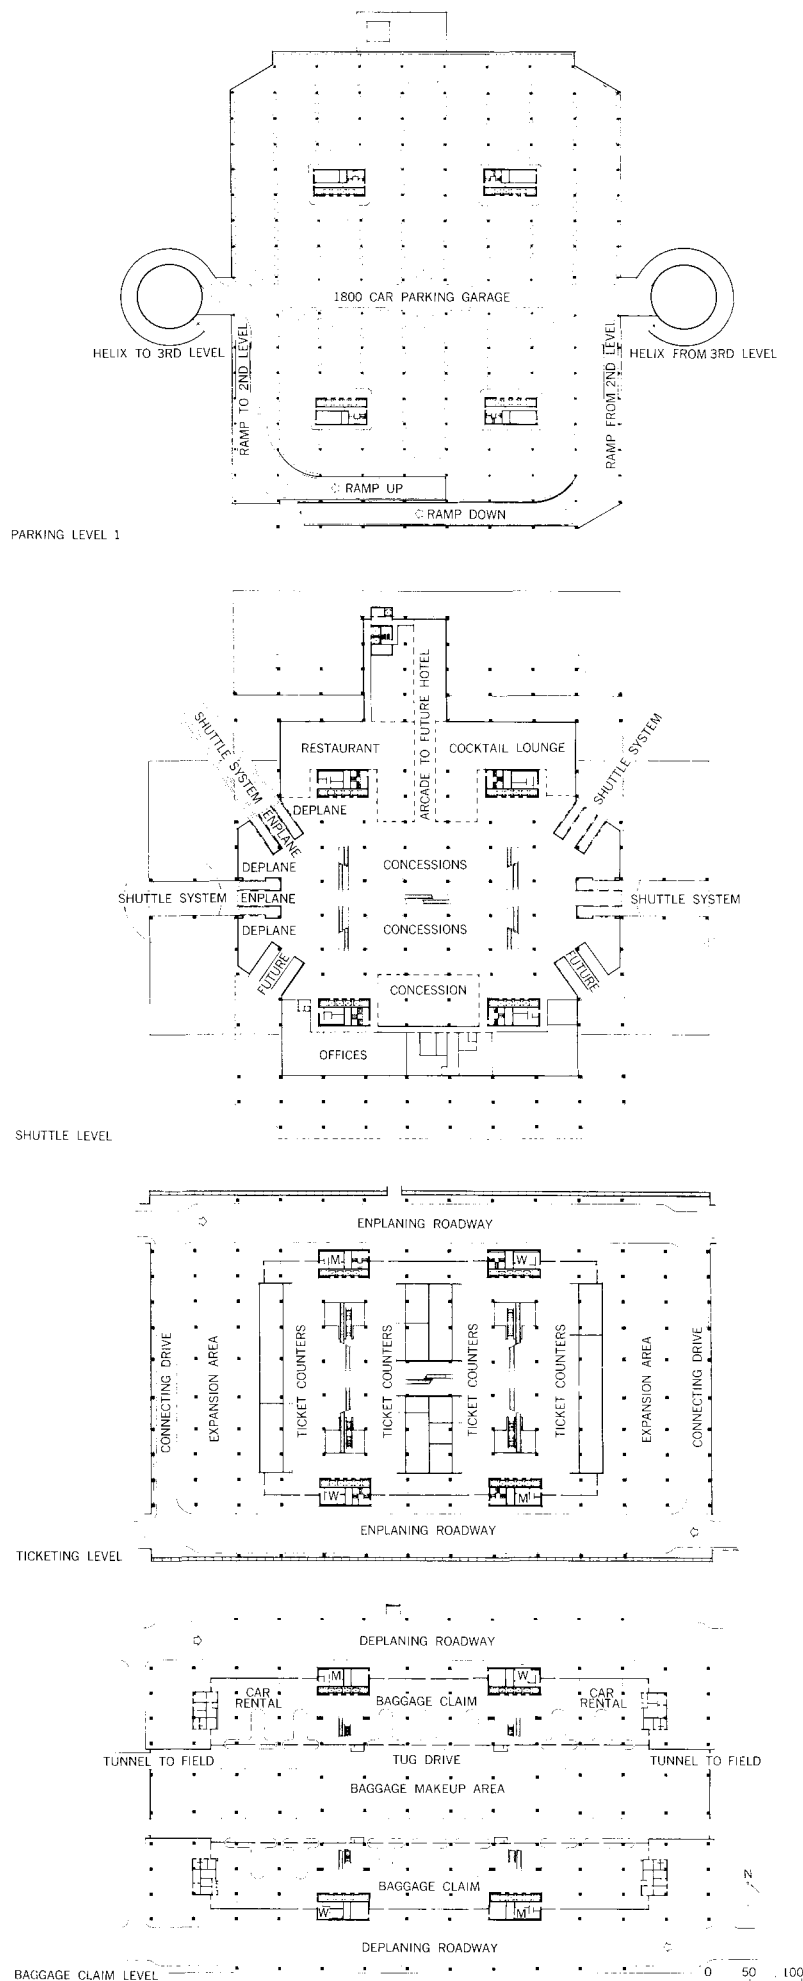 1800 CAR PARKING GARAGE
HELIX TO 3RD LEVEL
HELIX FROM 3RD LEVEL
RAMP TO 2ND LEVEL
RAMP FROM 2ND LEVEL
RAMP UP
RAMP DOWN
PARKING LEVEL 1
ARCADE TO FUTURE HOTEL
SHUTTLE SYSTEM
SHUTTLE SYSTEM
RESTAURANT
COCKTAIL LOUNGE
DEPLANE
ENPLANE
DEPLANE
CONCESSIONS
SHUTTLE SYSTEM
ENPLANE
SHUTTLE SYSTEM
DEPLANE
CONCESSIONS
FUTURE
FUTURE
CONCESSION
OFFICES
SHUTTLE LEVEL
ENPLANING ROADWAY
M
W
CONNECTING DRIVE
EXPANSION AREA
TICKET COUNTERS
TICKET COUNTERS
TICKET COUNTERS
TICKET COUNTERS
EXPANSION AREA
CONNECTING DRIVE
W
M
ENPLANING ROADWAY
TICKETING LEVEL
DEPLANING ROADWAY
M
W
CAR
RENTAL
BAGGAGE CLAIM
CAR
RENTAL
TUNNEL TO FIELD
TUG DRIVE
TUNNEL TO FIELD
BAGGAGE MAKEUP AREA
BAGGAGE CLAIM
N
W
M
DEPLANING ROADWAY
BAGGAGE CLAIM LEVEL
0 50 100